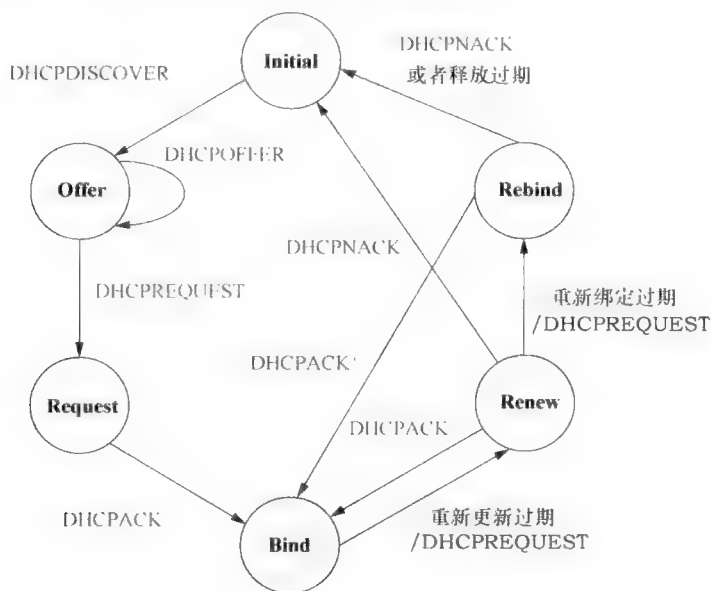 DHCPNACK
或者释放过期
Initial
DHCPDISCOVER
DHCPOFFER
Offer
Rebind
DHCPNACK
DHCPREQUEST
重新绑定过期
/DHCPREQUEST
DHCPACK
Request
Renew
DHCPACK
DHCPACK
Bind
重新更新过期
/DHCPREQUEST